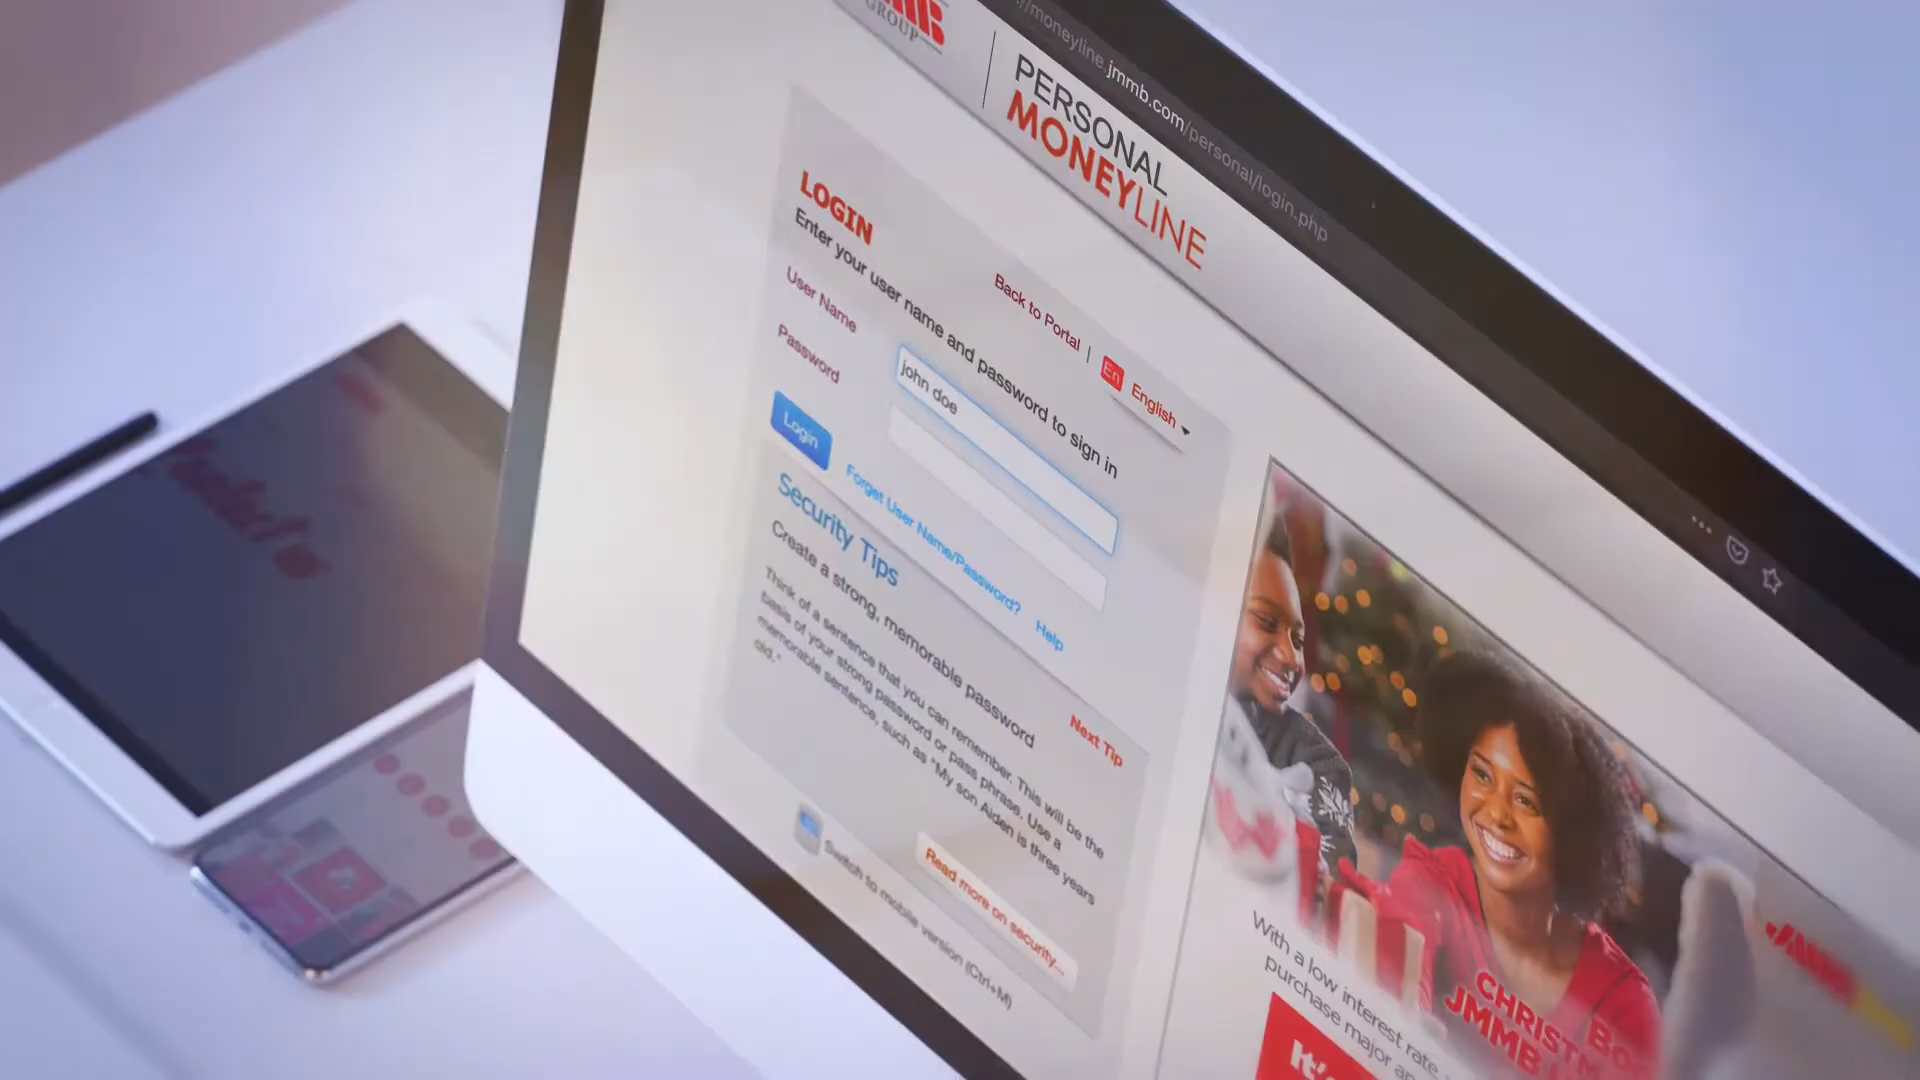 GROUP
PERSONAL
MONEYLINE
//moneyline.jmmb.com/personal/login.php
Back to Portal | En English
LOGIN
Enter your user name and password to sign in
User Name john doe
Password
Login Forget User Name/Password? Help
Security Tips
Create a strong, memorable password
Next Tip
Think of a sentence that you can remember. This will be the
basis of your strong password or pass phrase. Use a
memorable sentence, such as "My son Aiden is three years
old."
Read more on security...
Switch to mobile version (Ctrl+M)
With a low interest rate
purchase major
It's
JMMB